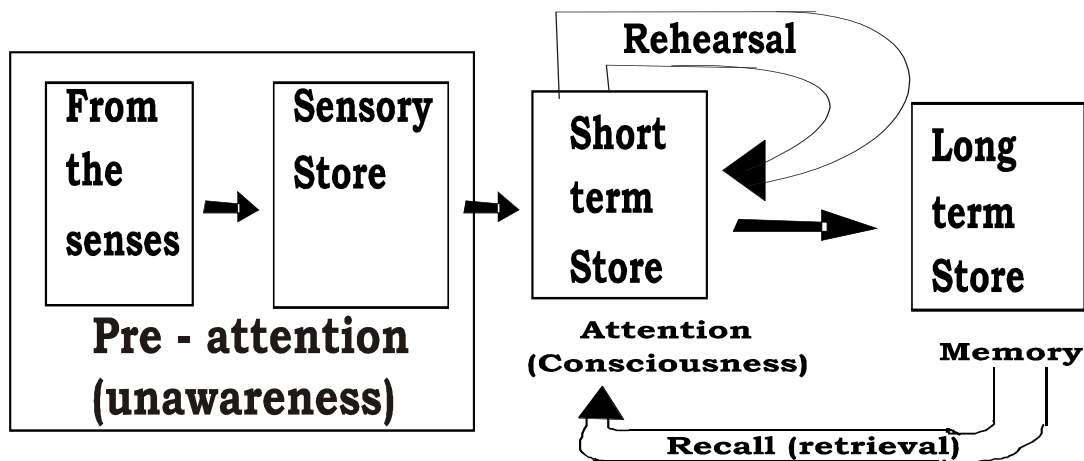 From
the
senses
Sensory
Store
Pre - attention
(unawareness)
Rehearsal
Short
term
Store
Attention
(Consciousness)
Long
term
Store
Memory
Recall (retrieval)